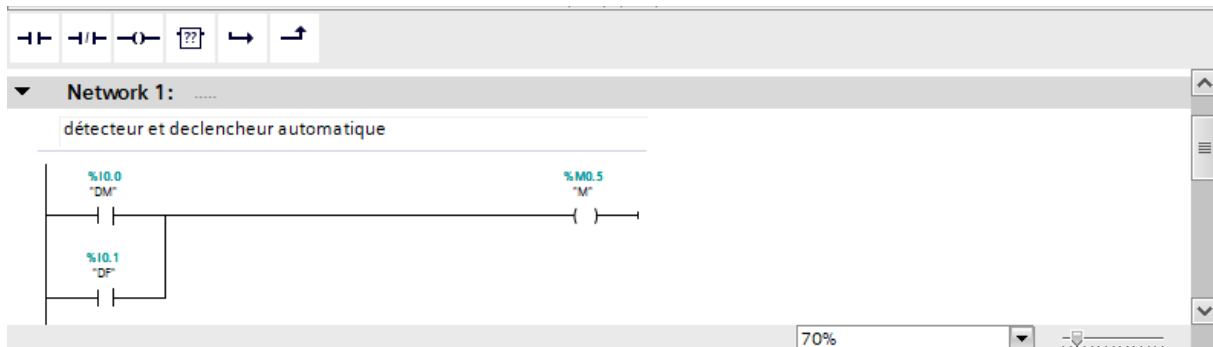 ??
Network 1: .....
détecteur et declencheur automatique
%I0.0
"DM"
%M0.5
"M"
%I0.1
"DF"
70%